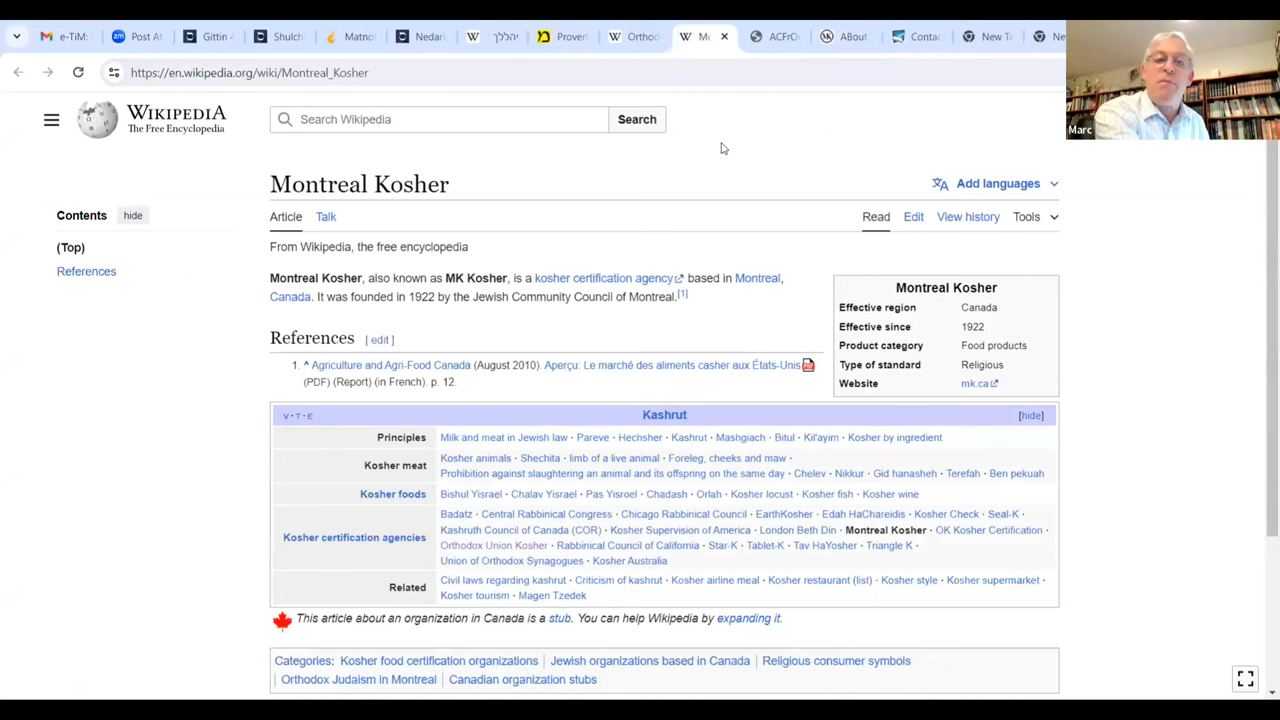 e-TiM:
Post At
Gittin 4
Shulcha
Matno
Nedari
יהללך
Prover
Orthod
Mo
ACFrO
ABout
Contac
New Ta
Nev
https://en.wikipedia.org/wiki/Montreal_Kosher
Marc
WIKIPEDIA
The Free Encyclopedia
Search Wikipedia
Search
Montreal Kosher
Add languages
Contents hide
(Top)
References
Article Talk
Read Edit View history Tools
From Wikipedia, the free encyclopedia
Montreal Kosher, also known as MK Kosher, is a kosher certification agency based in Montreal,
Canada. It was founded in 1922 by the Jewish Community Council of Montreal.[1]
Montreal Kosher
Effective region Canada
Effective since 1922
Product category Food products
Type of standard Religious
Website mk.ca
References [ edit ]
1. ^ Agriculture and Agri-Food Canada (August 2010). Aperçu: Le marché des aliments casher aux États-Unis
(PDF) (Report) (in French). p. 12.
V · T · E Kashrut [hide]
Principles Milk and meat in Jewish law · Pareve · Hechsher · Kashrut · Mashgiach · Bitul · Kil'ayim · Kosher by ingredient
Kosher meat Kosher animals · Shechita · limb of a live animal · Foreleg, cheeks and maw ·
Prohibition against slaughtering an animal and its offspring on the same day · Chelev · Nikkur · Gid hanasheh · Terefah · Ben pekuah
Kosher foods Bishul Yisrael · Chalav Yisrael · Pas Yisroel · Chadash · Orlah · Kosher locust · Kosher fish · Kosher wine
Kosher certification agencies Badatz · Central Rabbinical Congress · Chicago Rabbinical Council · EarthKosher · Edah HaChareidis · Kosher Check · Seal-K ·
Kashruth Council of Canada (COR) · Kosher Supervision of America · London Beth Din · Montreal Kosher · OK Kosher Certification ·
Orthodox Union Kosher · Rabbinical Council of California · Star-K · Tablet-K · Tav HaYosher · Triangle K ·
Union of Orthodox Synagogues · Kosher Australia
Related Civil laws regarding kashrut · Criticism of kashrut · Kosher airline meal · Kosher restaurant (list) · Kosher style · Kosher supermarket ·
Kosher tourism · Magen Tzedek
This article about an organization in Canada is a stub. You can help Wikipedia by expanding it.
Categories: Kosher food certification organizations | Jewish organizations based in Canada | Religious consumer symbols
| Orthodox Judaism in Montreal | Canadian organization stubs